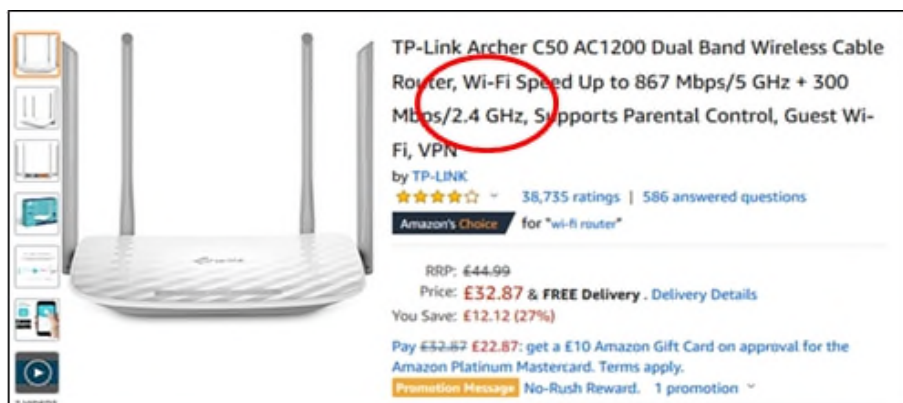 TP-Link Archer C50 AC1200 Dual Band Wireless Cable
Router, Wi-Fi Speed Up to 867 Mbps/5 GHz + 300
Mbps/2.4 GHz, Supports Parental Control, Guest Wi-
Fi, VPN
by TP-LINK
38,735 ratings | 586 answered questions
Amazon's Choice for "wi-fi router"
RRP: £44.99
Price: £32.87 & FREE Delivery . Delivery Details
You Save: £12.12 (27%)
Pay £32.87 £22.87: get a £10 Amazon Gift Card on approval for the
Amazon Platinum Mastercard. Terms apply.
Promotion Message No-Rush Reward. 1 promotion